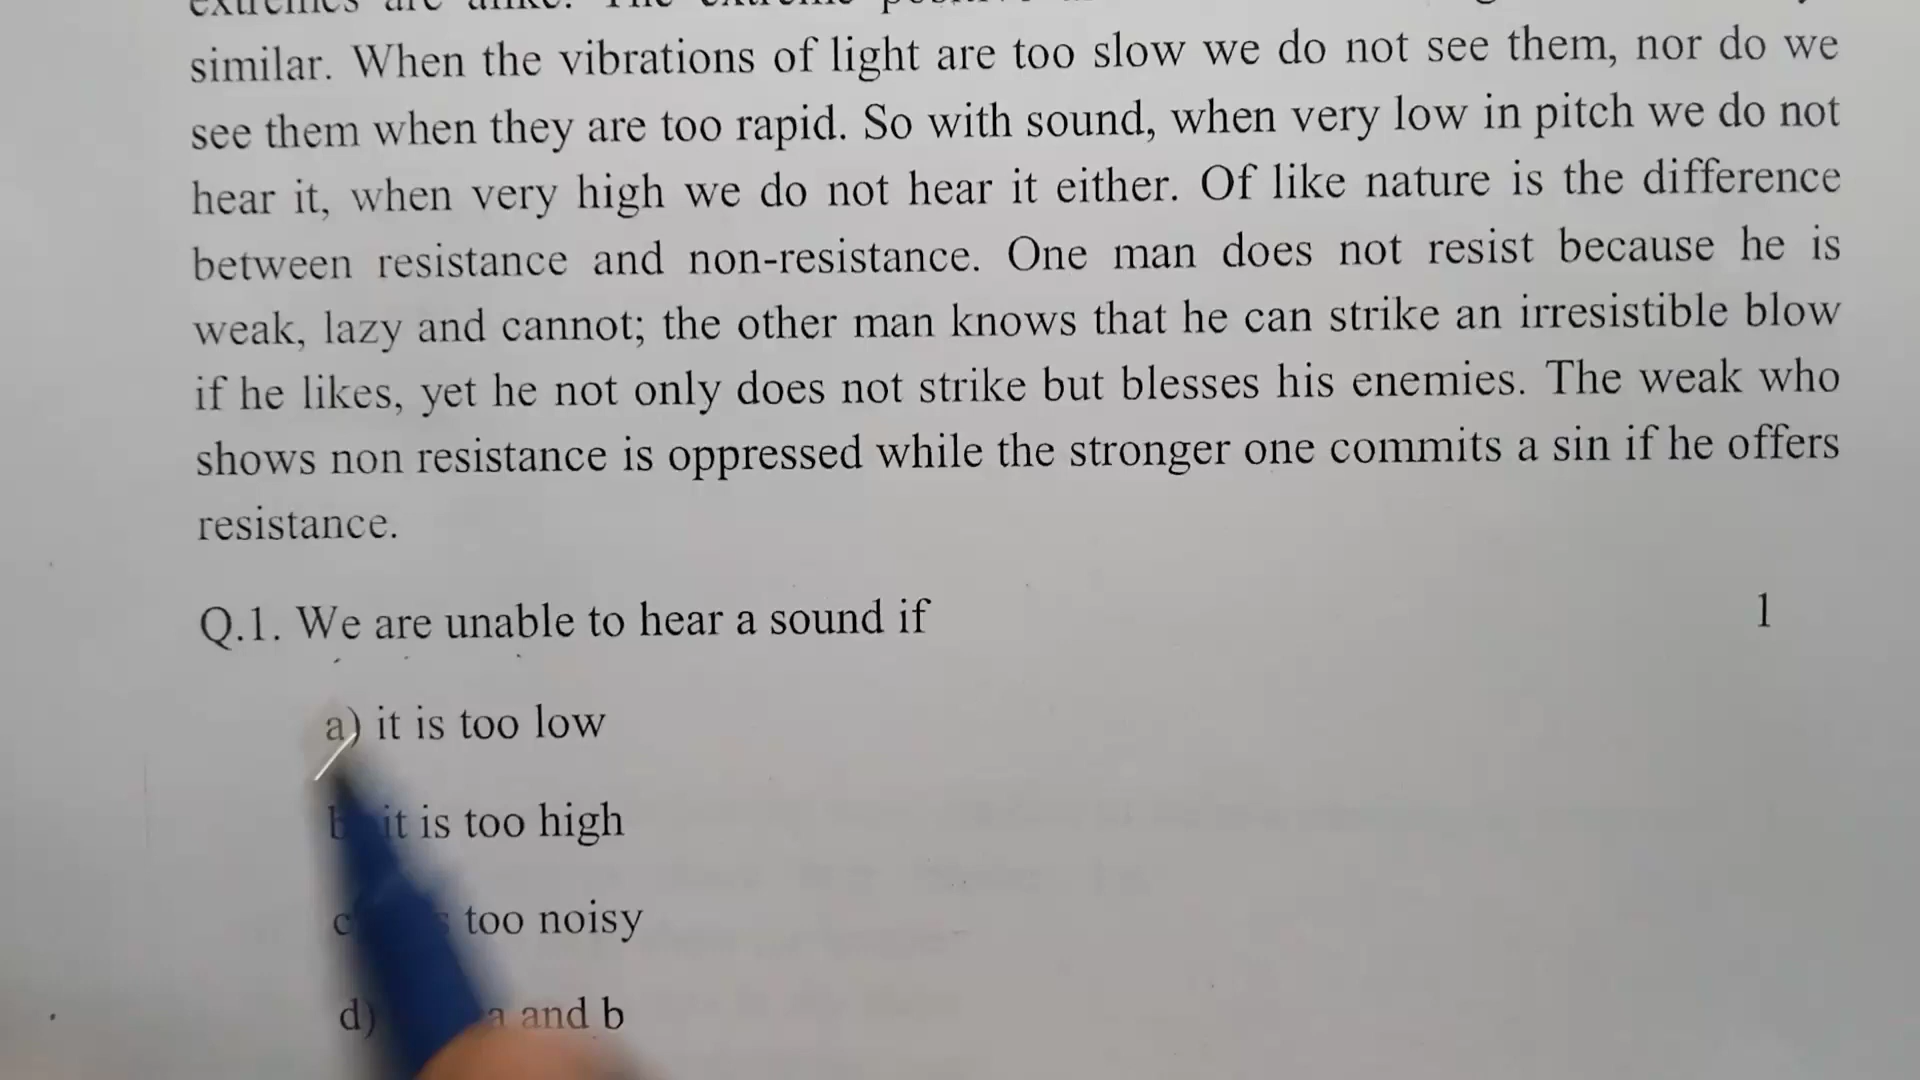 extremes are alike. The extreme positive
similar. When the vibrations of light are too slow we do not see them, nor do we
see them when they are too rapid. So with sound, when very low in pitch we do not
hear it, when very high we do not hear it either. Of like nature is the difference
between resistance and non-resistance. One man does not resist because he is
weak, lazy and cannot; the other man knows that he can strike an irresistible blow
if he likes, yet he not only does not strike but blesses his enemies. The weak who
shows non resistance is oppressed while the stronger one commits a sin if he offers
resistance.
Q.1. We are unable to hear a sound if 1
a) it is too low
b it is too high
c too noisy
d) a and b